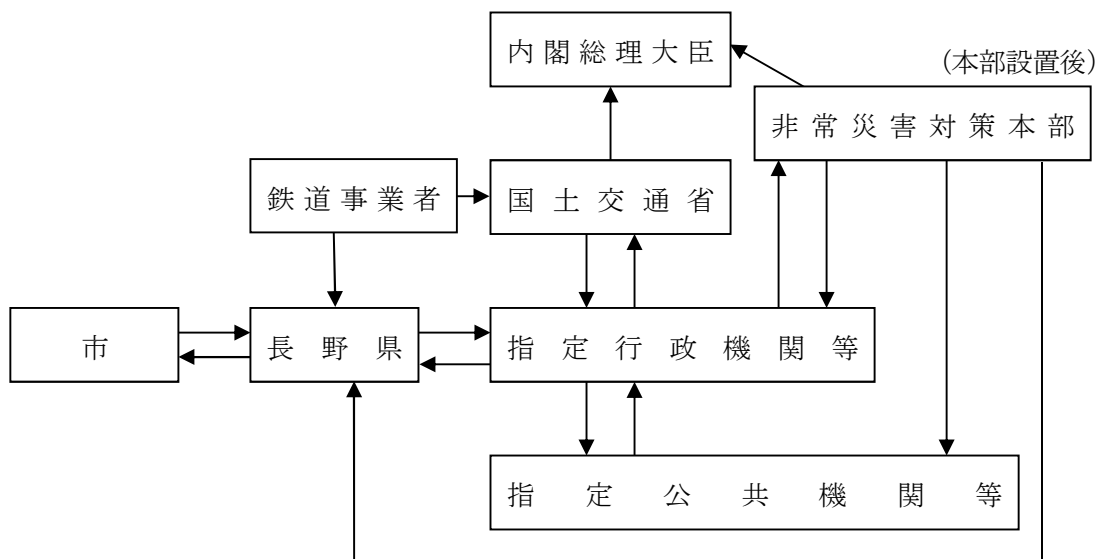 内閣総理大臣
(本部設置後)
非常災害対策本部
鉄道事業者
国土交通省
市
長野県
指定行政機関等
指定公共機関等